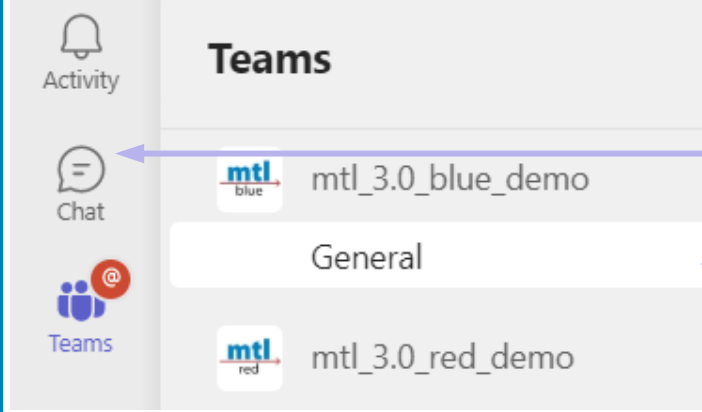 Activity
Chat
@
Teams
Teams
mtl
blue
mtl_3.0_blue_demo
General
mtl
red
mtl_3.0_red_demo